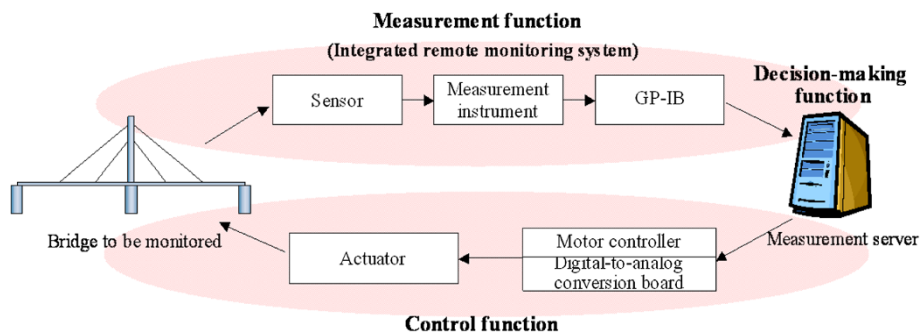 Measurement function
(Integrated remote monitoring system)
Decision-making
function
Sensor
Measurement
instrument
GP-IB
Bridge to be monitored
Measurement server
Actuator
Motor controller
Digital-to-analog
conversion board
Control function